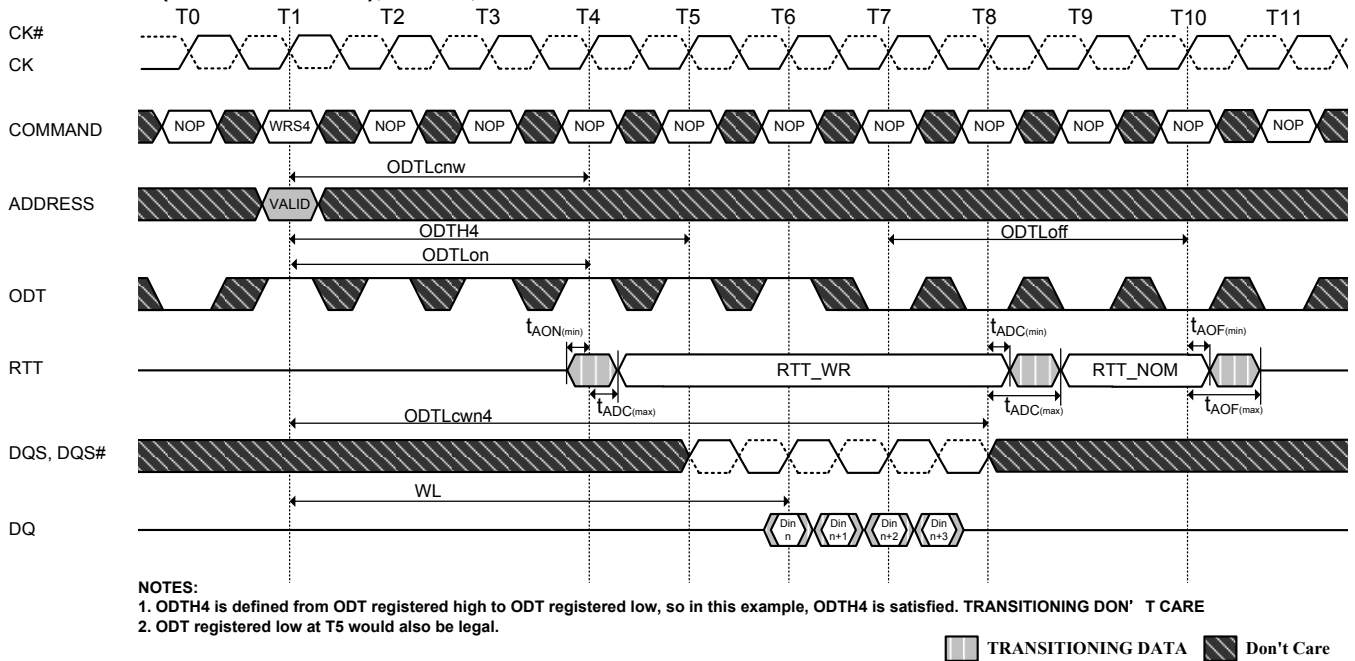 T0 T1 T2 T3 T4 T5 T6 T7 T8 T9 T10 T11
CK#
CK
COMMAND NOP WRS4 NOP NOP NOP NOP NOP NOP NOP NOP NOP NOP
ODTLcnw
ADDRESS VALID
ODTH4 ODTLoff
ODTLon
ODT
tAON(min) tADC(min) tAOF(min)
RTT RTT_WR RTT_NOM
tADC(max) tADC(max) tAOF(max)
ODTLcwn4
DQS, DQS#
WL
DQ Din n Din n+1 Din n+2 Din n+3
NOTES:
1. ODTH4 is defined from ODT registered high to ODT registered low, so in this example, ODTH4 is satisfied. TRANSITIONING DON' T CARE
2. ODT registered low at T5 would also be legal.
TRANSITIONING DATA Don't Care